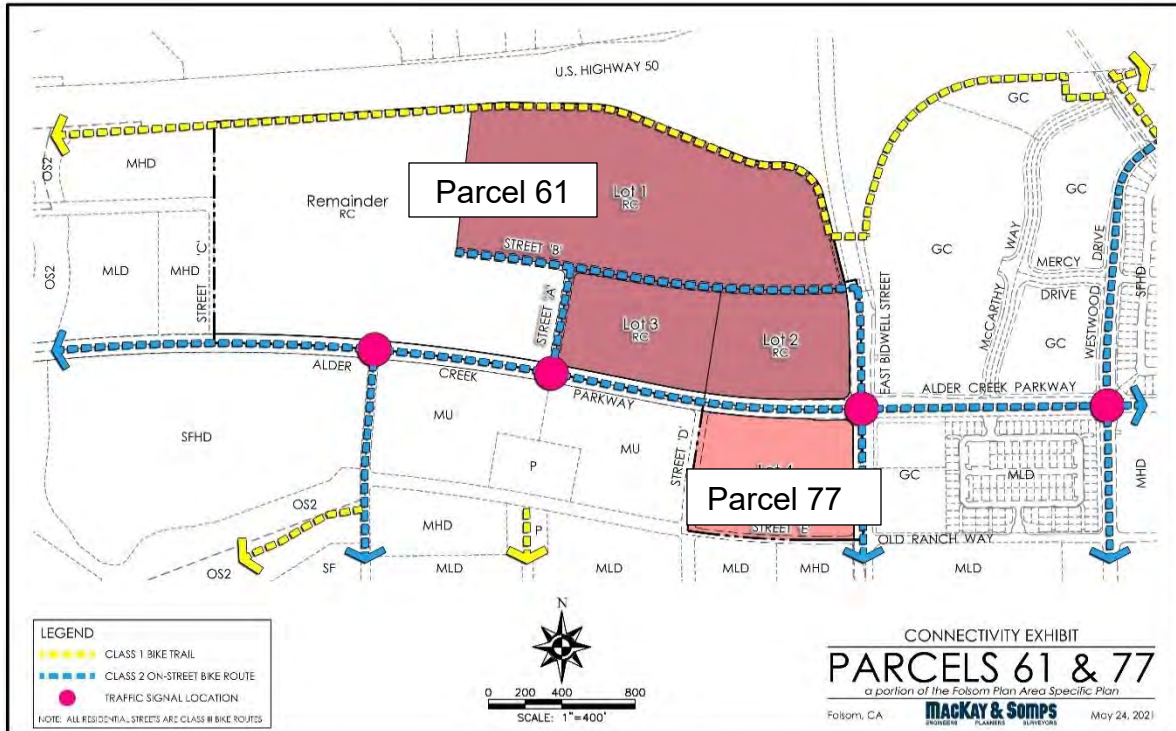 U.S. HIGHWAY 50
GC
OS2
MHD
Remainder
RC
Parcel 61
Lot 1
RC
GC
GC
McCARTHY WAY
WESTWOOD DRIVE
SFHD
OS2
MLD
MHD
STREET 'C'
STREET 'B'
STREET 'A'
Lot 3
RC
Lot 2
RC
EAST BIDWELL STREET
MERCY
DRIVE
GC
ALDER CREEK PARKWAY
ALDER CREEK PARKWAY
SFHD
MU
MU
P
STREET 'D'
Parcel 77
GC
MLD
MHD
STREET 'E'
OLD RANCH WAY
OS2
OS2
SF
MHD
MLD
P
MLD
MLD
MHD
MLD
LEGEND
CLASS 1 BIKE TRAIL
CLASS 2 ON-STREET BIKE ROUTE
TRAFFIC SIGNAL LOCATION
NOTE: ALL RESIDENTIAL STREETS ARE CLASS III BIKE ROUTES
N
0 200 400 800
SCALE: 1"=400'
CONNECTIVITY EXHIBIT
PARCELS 61 & 77
a portion of the Folsom Plan Area Specific Plan
Folsom, CA
MACKAY & SOMPS
ENGINEERS PLANNERS SURVEYORS
May 24, 2021